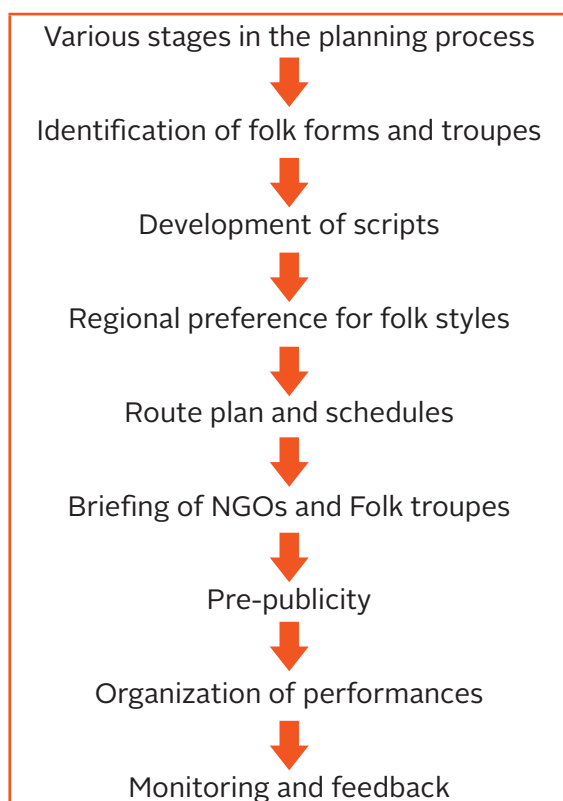 Various stages in the planning process
Identification of folk forms and troupes
Development of scripts
Regional preference for folk styles
Route plan and schedules
Briefing of NGOs and Folk troupes
Pre-publicity
Organization of performances
Monitoring and feedback